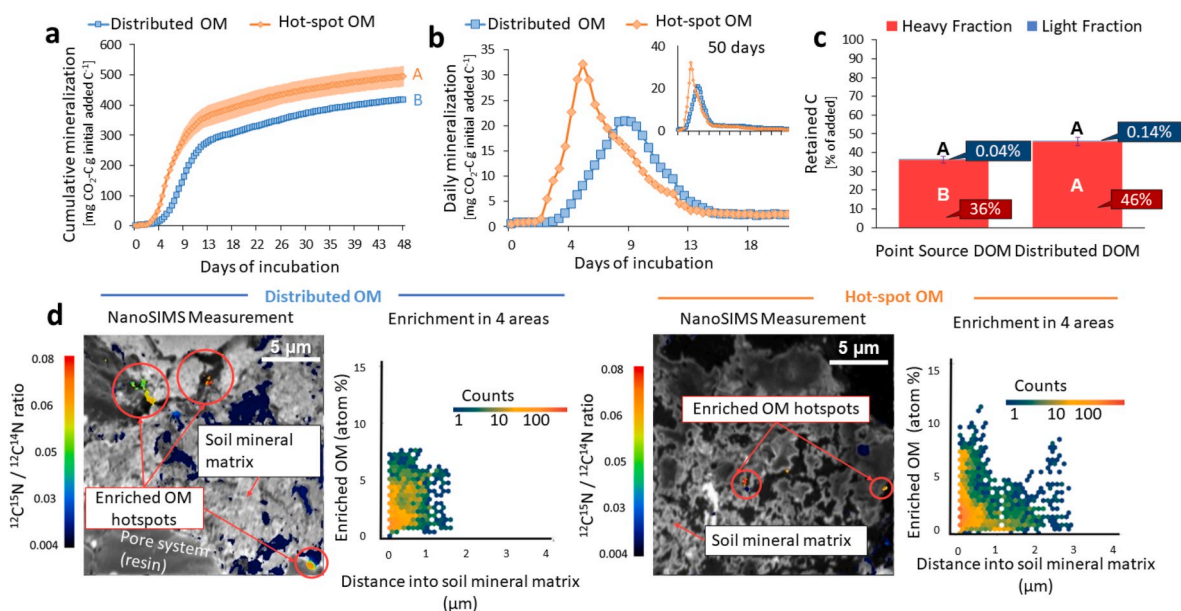 a
Distributed OM
Hot-spot OM
Cumulative mineralization
[mg CO₂-C g initial added C⁻¹]
600
500
400
300
200
100
0
A
B
0 4 9 13 18 22 26 31 35 39 43 48
Days of incubation
b
Distributed OM
Hot-spot OM
Daily mineralization
[mg CO₂-C g initial added C⁻¹]
35
30
25
20
15
10
5
0
0 4 9 13 18
Days of incubation
50 days
40
20
0
c
Heavy Fraction
Light Fraction
Retained C
[% of added]
100
90
80
70
60
50
40
30
20
10
0
A
0.04%
B
36%
A
0.14%
A
46%
Point Source DOM
Distributed DOM
d
Distributed OM
NanoSIMS Measurement
Enrichment in 4 areas
¹²C¹⁵N / ¹²C¹⁴N ratio
0.08
0.06
0.05
0.03
0.02
0.004
5 µm
Soil mineral
matrix
Enriched OM
hotspots
Pore system
(resin)
Enriched OM (atom %)
15
10
5
0
Counts
1 10 100
0 1 2 3 4
Distance into soil mineral matrix
(µm)
Hot-spot OM
NanoSIMS Measurement
Enrichment in 4 areas
¹²C¹⁵N / ¹²C¹⁴N ratio
0.08
0.06
0.05
0.03
0.02
0.004
5 µm
Enriched OM hotspots
Soil mineral matrix
Enriched OM (atom %)
15
10
5
0
Counts
1 10 100
0 1 2 3 4
Distance into soil mineral matrix
(µm)